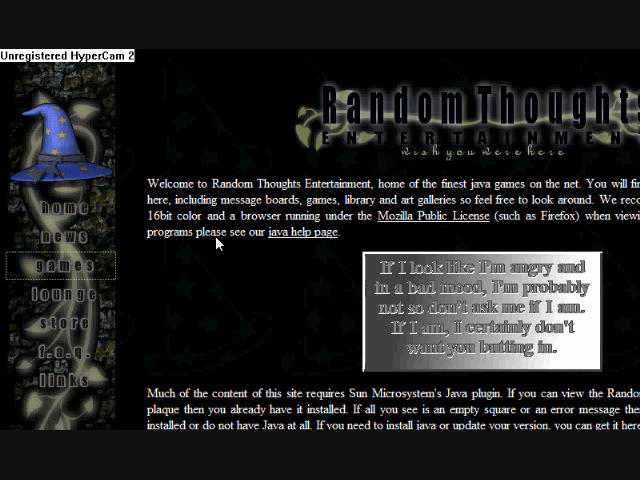 Unregistered HyperCam 2
Random Thoughts
ENTERTAINMEN
wish you were here
home
news
games
lounge
store
f.a.q.
links
Welcome to Random Thoughts Entertainment, home of the finest java games on the net. You will
here, including message boards, games, library and art galleries so feel free to look around. We
16bit color and a browser running under the Mozilla Public License (such as Firefox) when
programs please see our java help page.
If I look like I'm angry and
in a bad mood, I'm probably
not so don't ask me if I am.
If I am, I certainly don't
want you butting in.
Much of the content of this site requires Sun Microsystem's Java plugin. If you can view the
plaque then you already have it installed. If all you see is an empty square or an error message
installed or do not have Java at all. If you need to install java or update your version, you can get it here